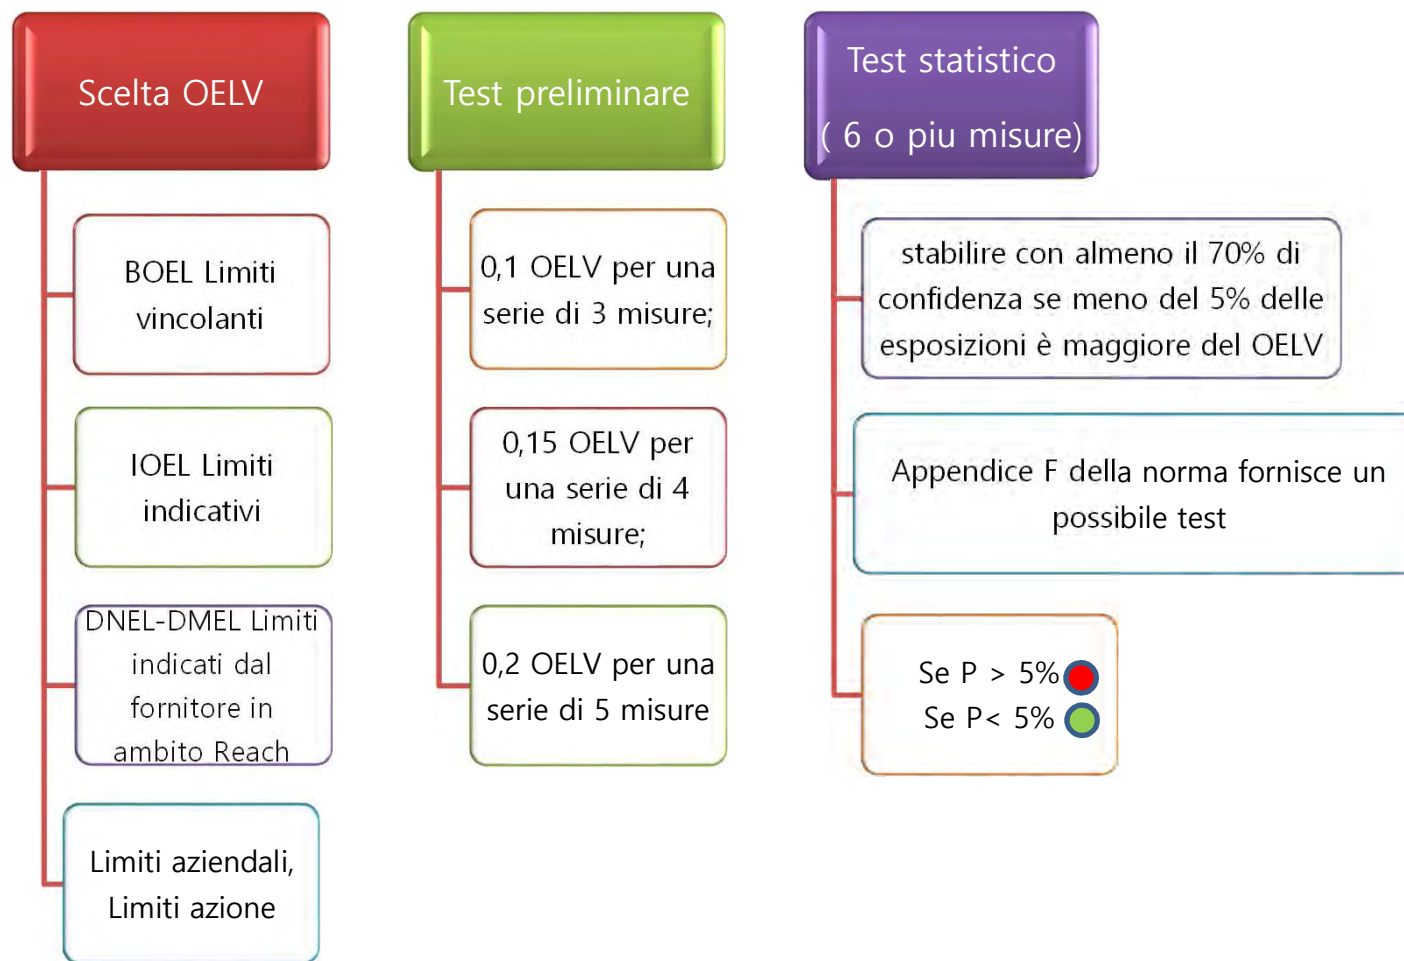 Scelta OELV
BOEL Limiti
vincolanti
IOEL Limiti
indicativi
DNEL-DMEL Limiti
indicati dal
fornitore in
ambito Reach
Limiti aziendali,
Limiti azione
Test preliminare
0,1 OELV per una
serie di 3 misure;
0,15 OELV per
una serie di 4
misure;
0,2 OELV per una
serie di 5 misure
Test statistico
( 6 o piu misure)
stabilire con almeno il 70% di
confidenza se meno del 5% delle
esposizioni è maggiore del OELV
Appendice F della norma fornisce un
possibile test
Se P > 5%
Se P< 5%